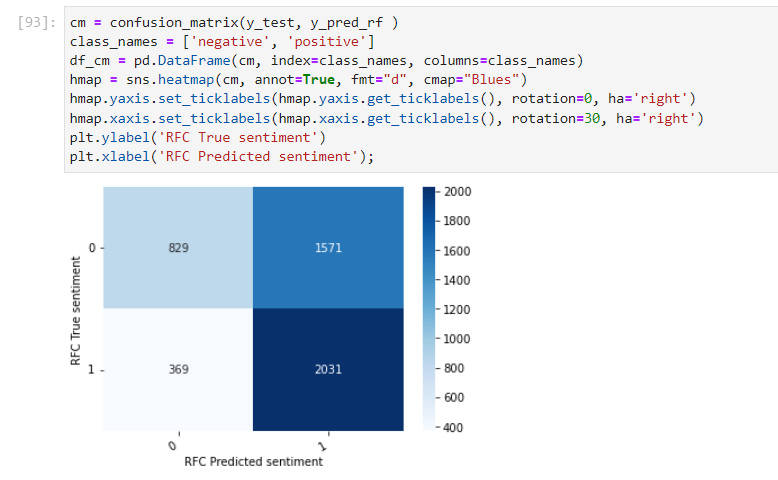 [93]: cm = confusion_matrix(y_test, y_pred_rf )
class_names = ['negative', 'positive']
df_cm = pd.DataFrame(cm, index=class_names, columns=class_names)
hmap = sns.heatmap(cm, annot=True, fmt="d", cmap="Blues")
hmap.yaxis.set_ticklabels(hmap.yaxis.get_ticklabels(), rotation=0, ha='right')
hmap.xaxis.set_ticklabels(hmap.xaxis.get_ticklabels(), rotation=30, ha='right')
plt.ylabel('RFC True sentiment')
plt.xlabel('RFC Predicted sentiment');
RFC True sentiment
0
829 1571
1
369 2031
0 1
RFC Predicted sentiment
2000
1800
1600
1400
1200
1000
800
600
400